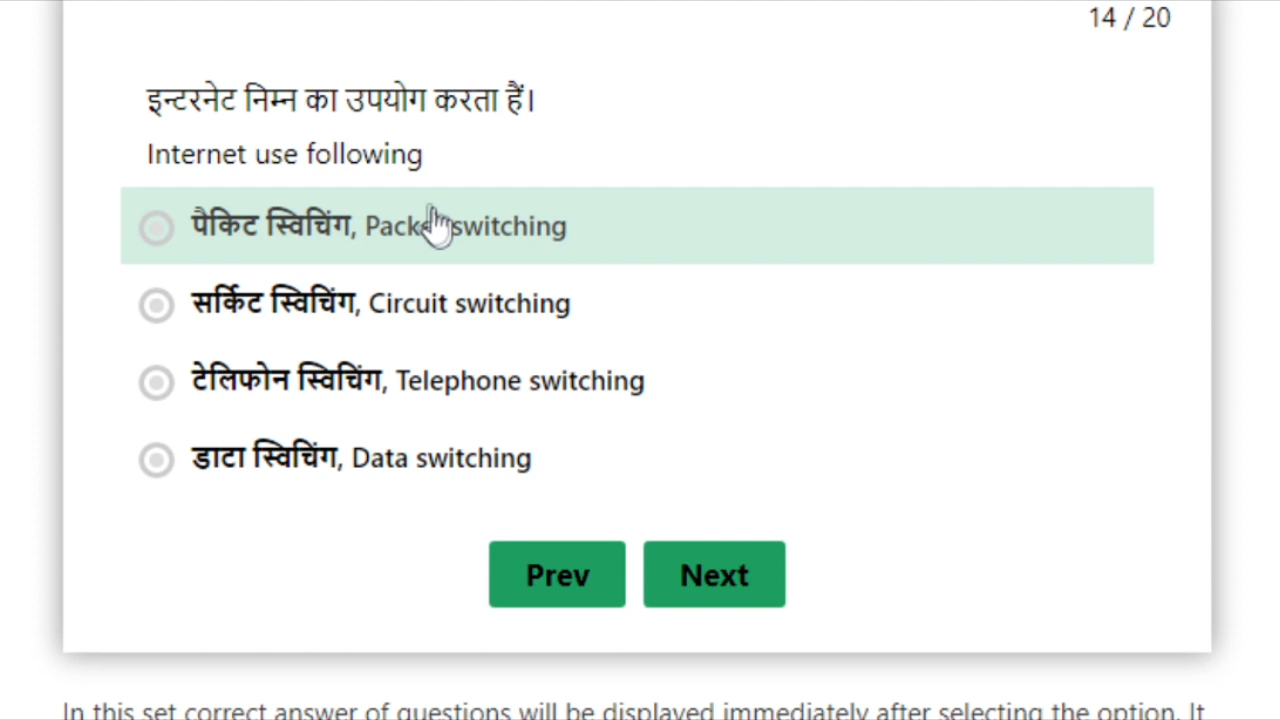 14 / 20
इन्टरनेट निम्न का उपयोग करता हैं।
Internet use following
पैकिट स्विचिंग, Packet switching
सर्किट स्विचिंग, Circuit switching
टेलिफोन स्विचिंग, Telephone switching
डाटा स्विचिंग, Data switching
Prev Next
In this set correct answer of questions will be displayed immediately after selecting the option. It